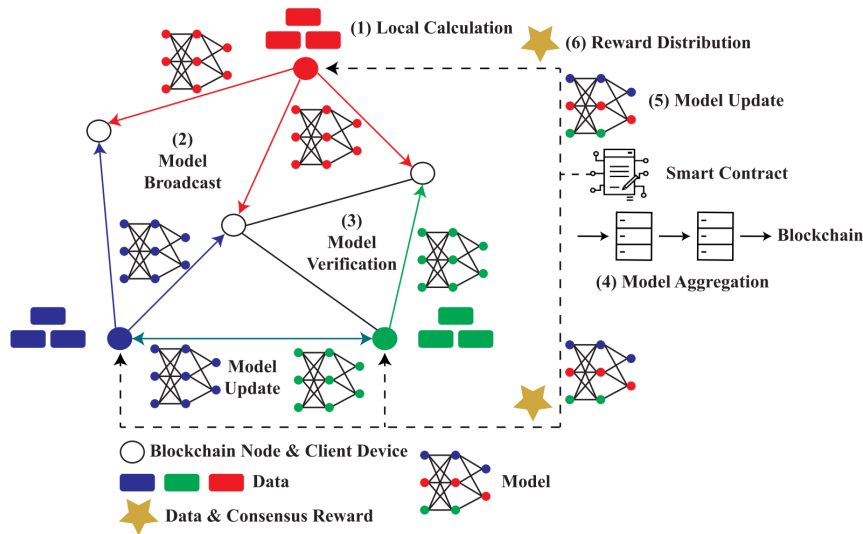 (1) Local Calculation
(6) Reward Distribution
(5) Model Update
(2)
Model
Broadcast
Smart Contract
(3)
Model
Verification
Blockchain
(4) Model Aggregation
Model
Update
Blockchain Node & Client Device
Data
Model
Data & Consensus Reward